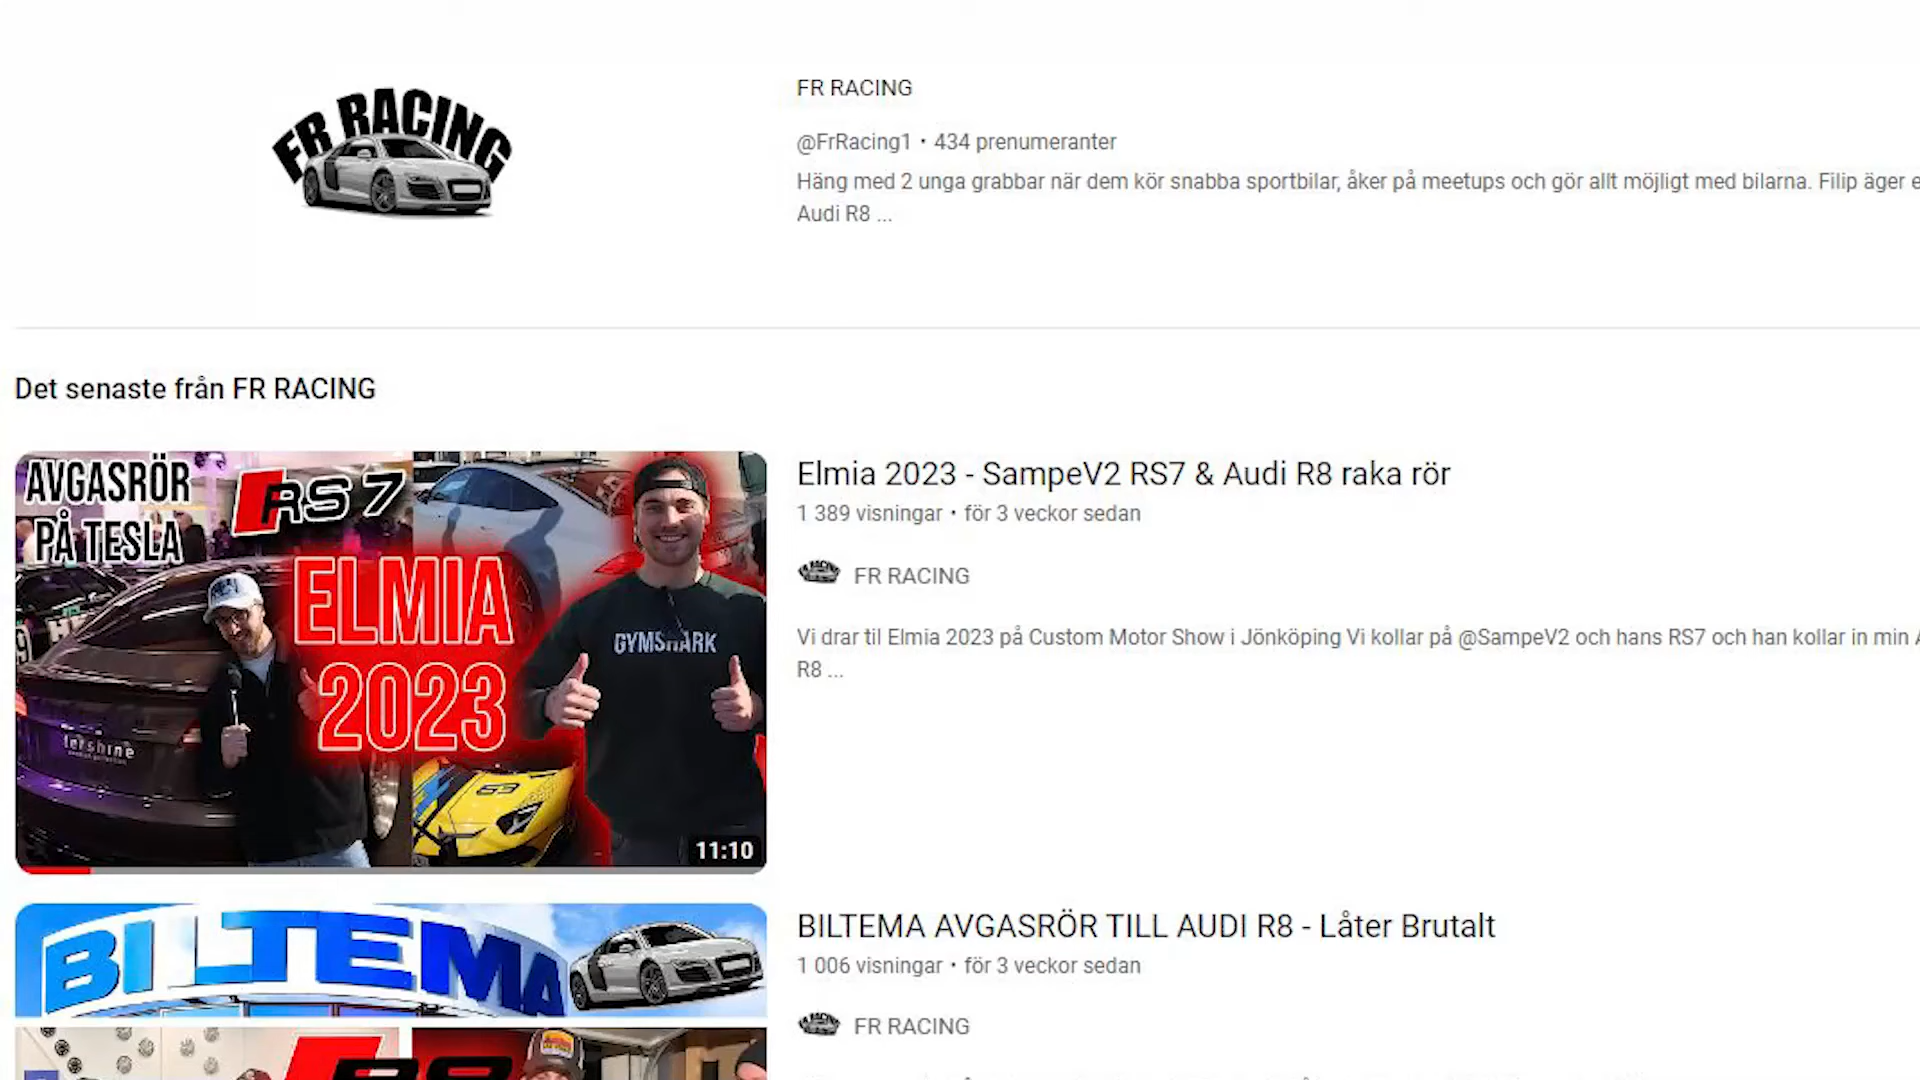 FR RACING
FR RACING
@FrRacing1 • 434 prenumeranter
Häng med 2 unga grabbar när dem kör snabba sportbilar, åker på meetups och gör allt möjligt med bilarna. Filip äger e
Audi R8 ...
Det senaste från FR RACING
AVGASRÖR
PÅ TESLA
RS 7
ELMIA
2023
GYMSHARK
tershine
63
11:10
Elmia 2023 - SampeV2 RS7 & Audi R8 raka rör
1 389 visningar • för 3 veckor sedan
FR RACING
Vi drar til Elmia 2023 på Custom Motor Show i Jönköping Vi kollar på @SampeV2 och hans RS7 och han kollar in min A
R8 ...
BILTEMA
R8
BILTEMA AVGASRÖR TILL AUDI R8 - Låter Brutalt
1 006 visningar • för 3 veckor sedan
FR RACING